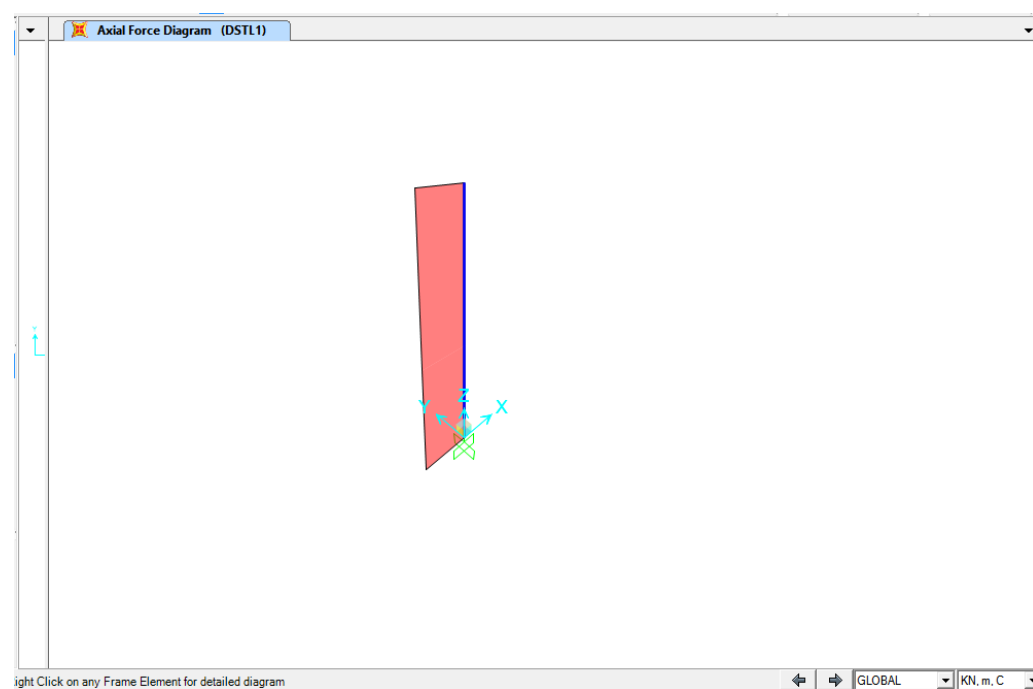 Axial Force Diagram (DSTL1)
Z
Y
X
ight Click on any Frame Element for detailed diagram
GLOBAL
KN, m, C